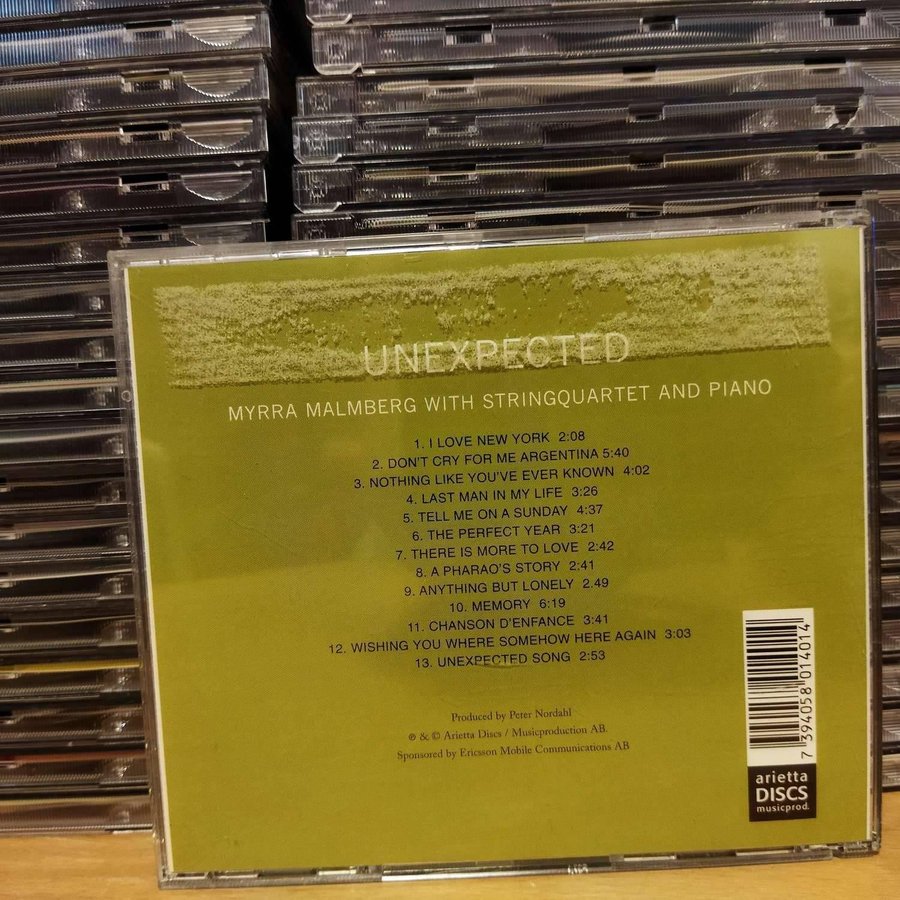 UNEXPECTED
MYRRA MALMBERG WITH STRINGQUARTET AND PIANO
1. I LOVE NEW YORK 2:08
2. DON'T CRY FOR ME ARGENTINA 5:40
3. NOTHING LIKE YOU'VE EVER KNOWN 4:02
4. LAST MAN IN MY LIFE 3:26
5. TELL ME ON A SUNDAY 4:37
6. THE PERFECT YEAR 3:21
7. THERE IS MORE TO LOVE 2:42
8. A PHARAO'S STORY 2:41
9. ANYTHING BUT LONELY 2.49
10. MEMORY 6:19
11. CHANSON D'ENFANCE 3:41
12. WISHING YOU WHERE SOMEHOW HERE AGAIN 3:03
13. UNEXPECTED SONG 2:53
Produced by Peter Nordahl
℗ & © Arietta Discs / Musicproduction AB.
Sponsored by Ericsson Mobile Communications AB
7 394058 014014
arietta
DISCS
musicprod.